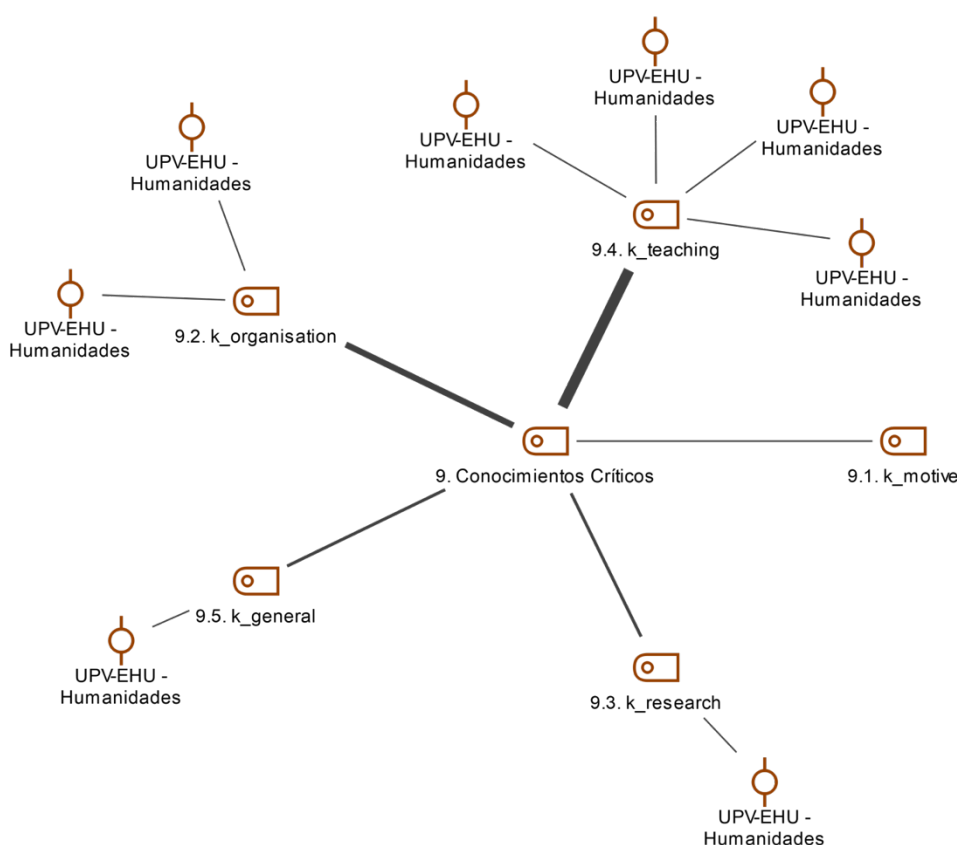 UPV-EHU -
Humanidades
UPV-EHU -
Humanidades
UPV-EHU -
Humanidades
UPV-EHU -
Humanidades
9.4. k_teaching
UPV-EHU -
Humanidades
UPV-EHU -
Humanidades
9.2. k_organisation
UPV-EHU -
Humanidades
9. Conocimientos Críticos
9.1. k_motive
9.5. k_general
UPV-EHU -
Humanidades
9.3. k_research
UPV-EHU -
Humanidades